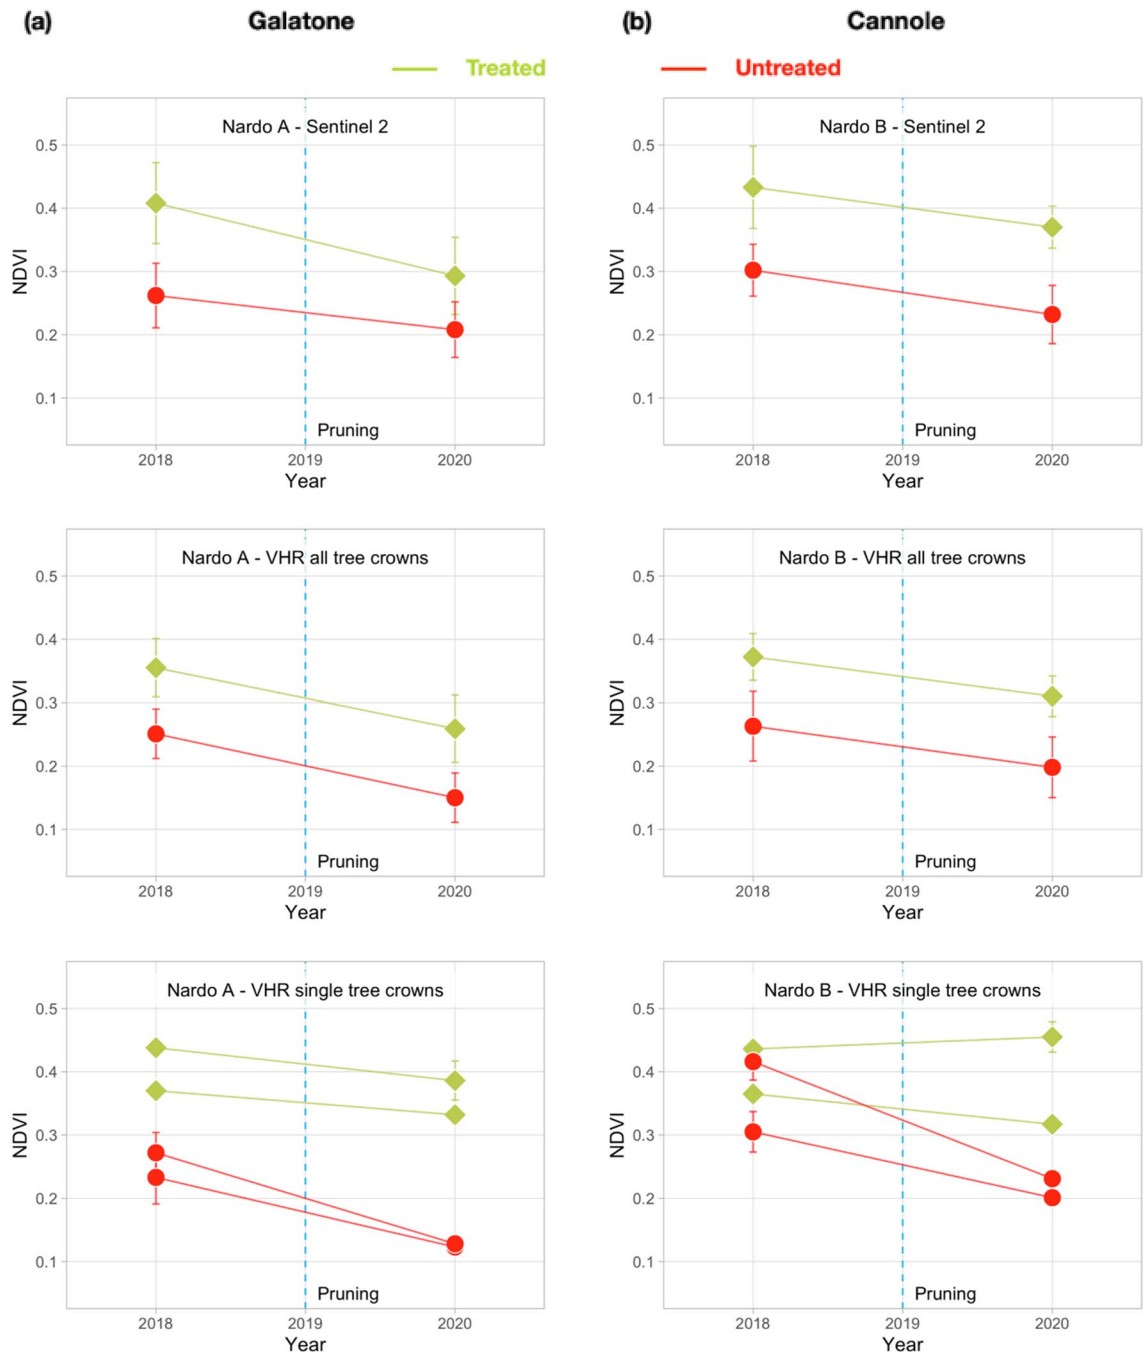 (a) Galatone (b) Cannole
Treated Untreated
Nardo A - Sentinel 2
0.5
0.4
0.3
0.2
0.1
NDVI
Pruning
2018 2019 2020
Year
Nardo B - Sentinel 2
0.5
0.4
0.3
0.2
0.1
NDVI
Pruning
2018 2019 2020
Year
Nardo A - VHR all tree crowns
0.5
0.4
0.3
0.2
0.1
NDVI
Pruning
2018 2019 2020
Year
Nardo B - VHR all tree crowns
0.5
0.4
0.3
0.2
0.1
NDVI
Pruning
2018 2019 2020
Year
Nardo A - VHR single tree crowns
0.5
0.4
0.3
0.2
0.1
NDVI
Pruning
2018 2019 2020
Year
Nardo B - VHR single tree crowns
0.5
0.4
0.3
0.2
0.1
NDVI
Pruning
2018 2019 2020
Year